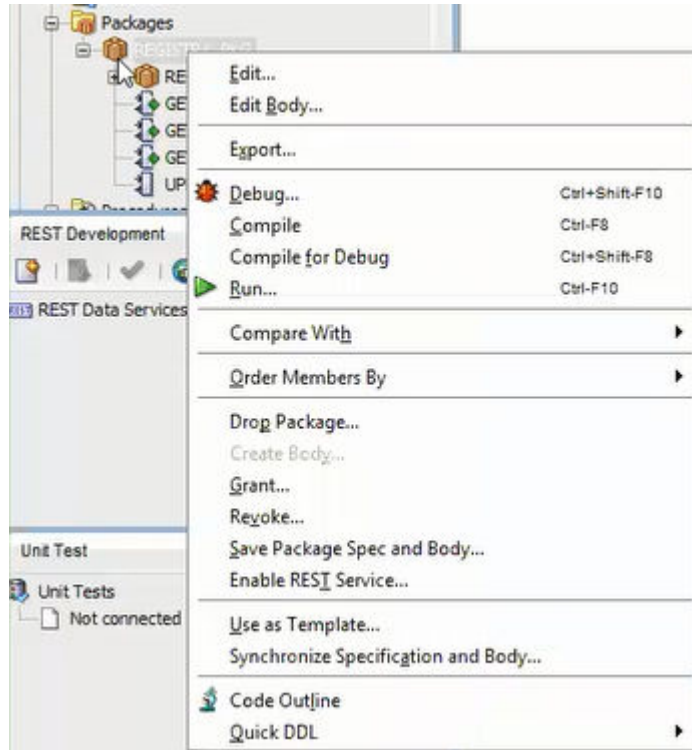 Packages
RE
GE
GE
GE
UP
REST Development
REST Data Services
Unit Test
Unit Tests
Not connected
Edit...
Edit Body...
Export...
Debug... Ctrl+Shift-F10
Compile Ctrl-F8
Compile for Debug Ctrl+Shift-F8
Run... Ctrl-F10
Compare With
Order Members By
Drop Package...
Create Body...
Grant...
Revoke...
Save Package Spec and Body...
Enable REST Service...
Use as Template...
Synchronize Specification and Body...
Code Outline
Quick DDL